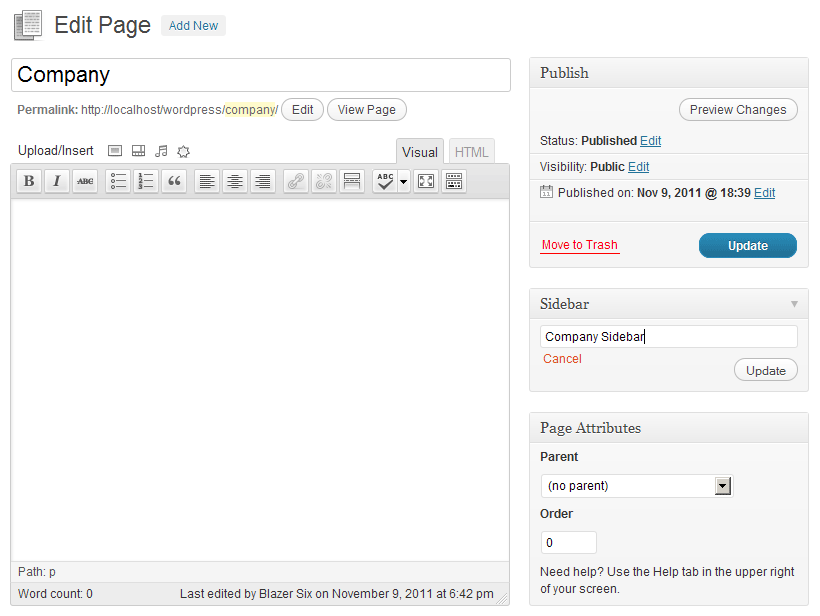 Edit Page Add New
Company
Permalink: http://localhost/wordpress/company/ Edit View Page
Upload/Insert Visual HTML
B I ABC ABC
Path: p
Word count: 0 Last edited by Blazer Six on November 9, 2011 at 6:42 pm
Publish
Preview Changes
Status: Published Edit
Visibility: Public Edit
Published on: Nov 9, 2011 @ 18:39 Edit
Move to Trash Update
Sidebar
Company Sidebar
Cancel
Update
Page Attributes
Parent
(no parent)
Order
0
Need help? Use the Help tab in the upper right
of your screen.